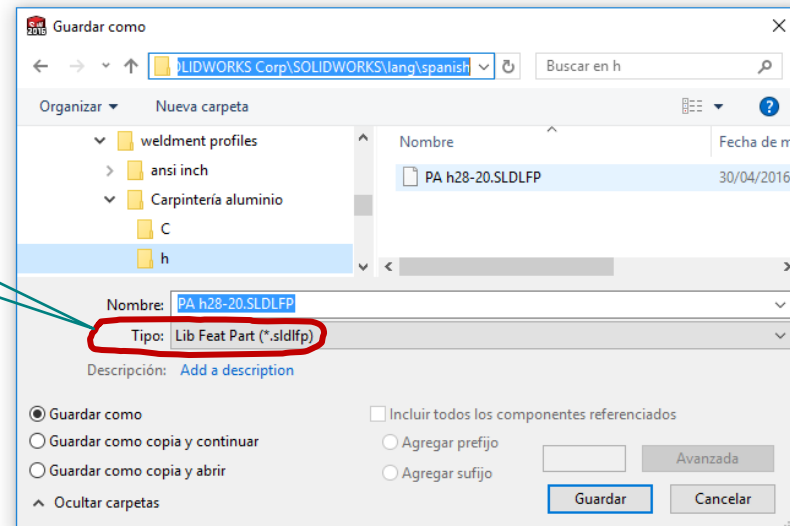 SW 2016 Guardar como
OLIDWORKS Corp\SOLIDWORKS\lang\spanish Buscar en h
Organizar Nueva carpeta
weldment profiles
ansi inch
Carpintería aluminio
C
h
Nombre Fecha de m
PA h28-20.SLDLFP 30/04/2016
Nombre: PA h28-20.SLDLFP
Tipo: Lib Feat Part (*.sldlfp)
Descripción: Add a description
Guardar como
Guardar como copia y continuar
Guardar como copia y abrir
Incluir todos los componentes referenciados
Agregar prefijo
Agregar sufijo
Avanzada
Ocultar carpetas
Guardar Cancelar